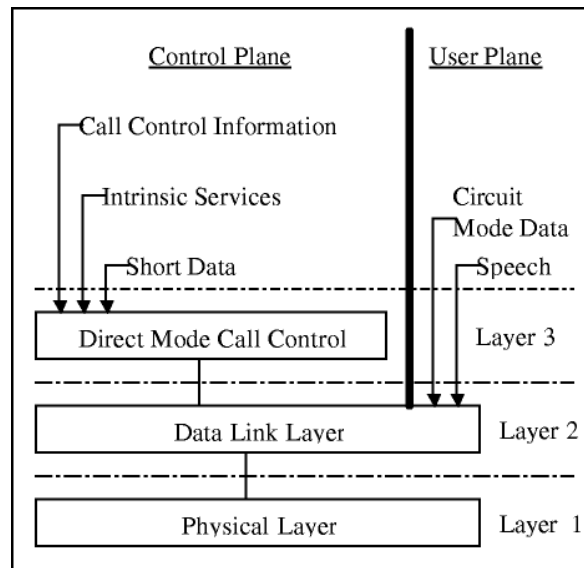 Control Plane
User Plane
Call Control Information
Intrinsic Services
Circuit
Mode Data
Short Data
Speech
Direct Mode Call Control
Layer 3
Data Link Layer
Layer 2
Physical Layer
Layer 1